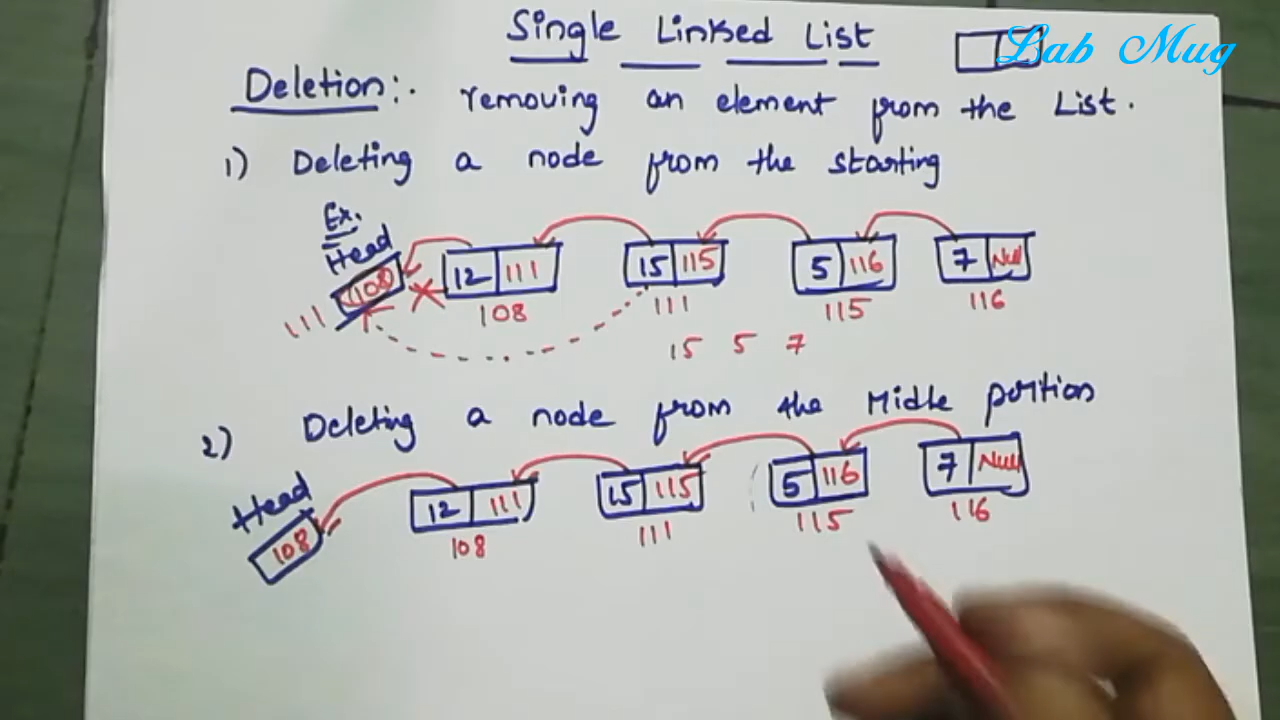 Single Linked List
Lab Mug
Deletion:- removing an element from the List.
1) Deleting a node from the starting
Ex.
Head
108 12 111 15 115 5 116 7 Null
111 108 111 115 116
15 5 7
2) Deleting a node from the Midle portion
Head
108 12 111 15 115 5 116 7 Null
108 111 115 116